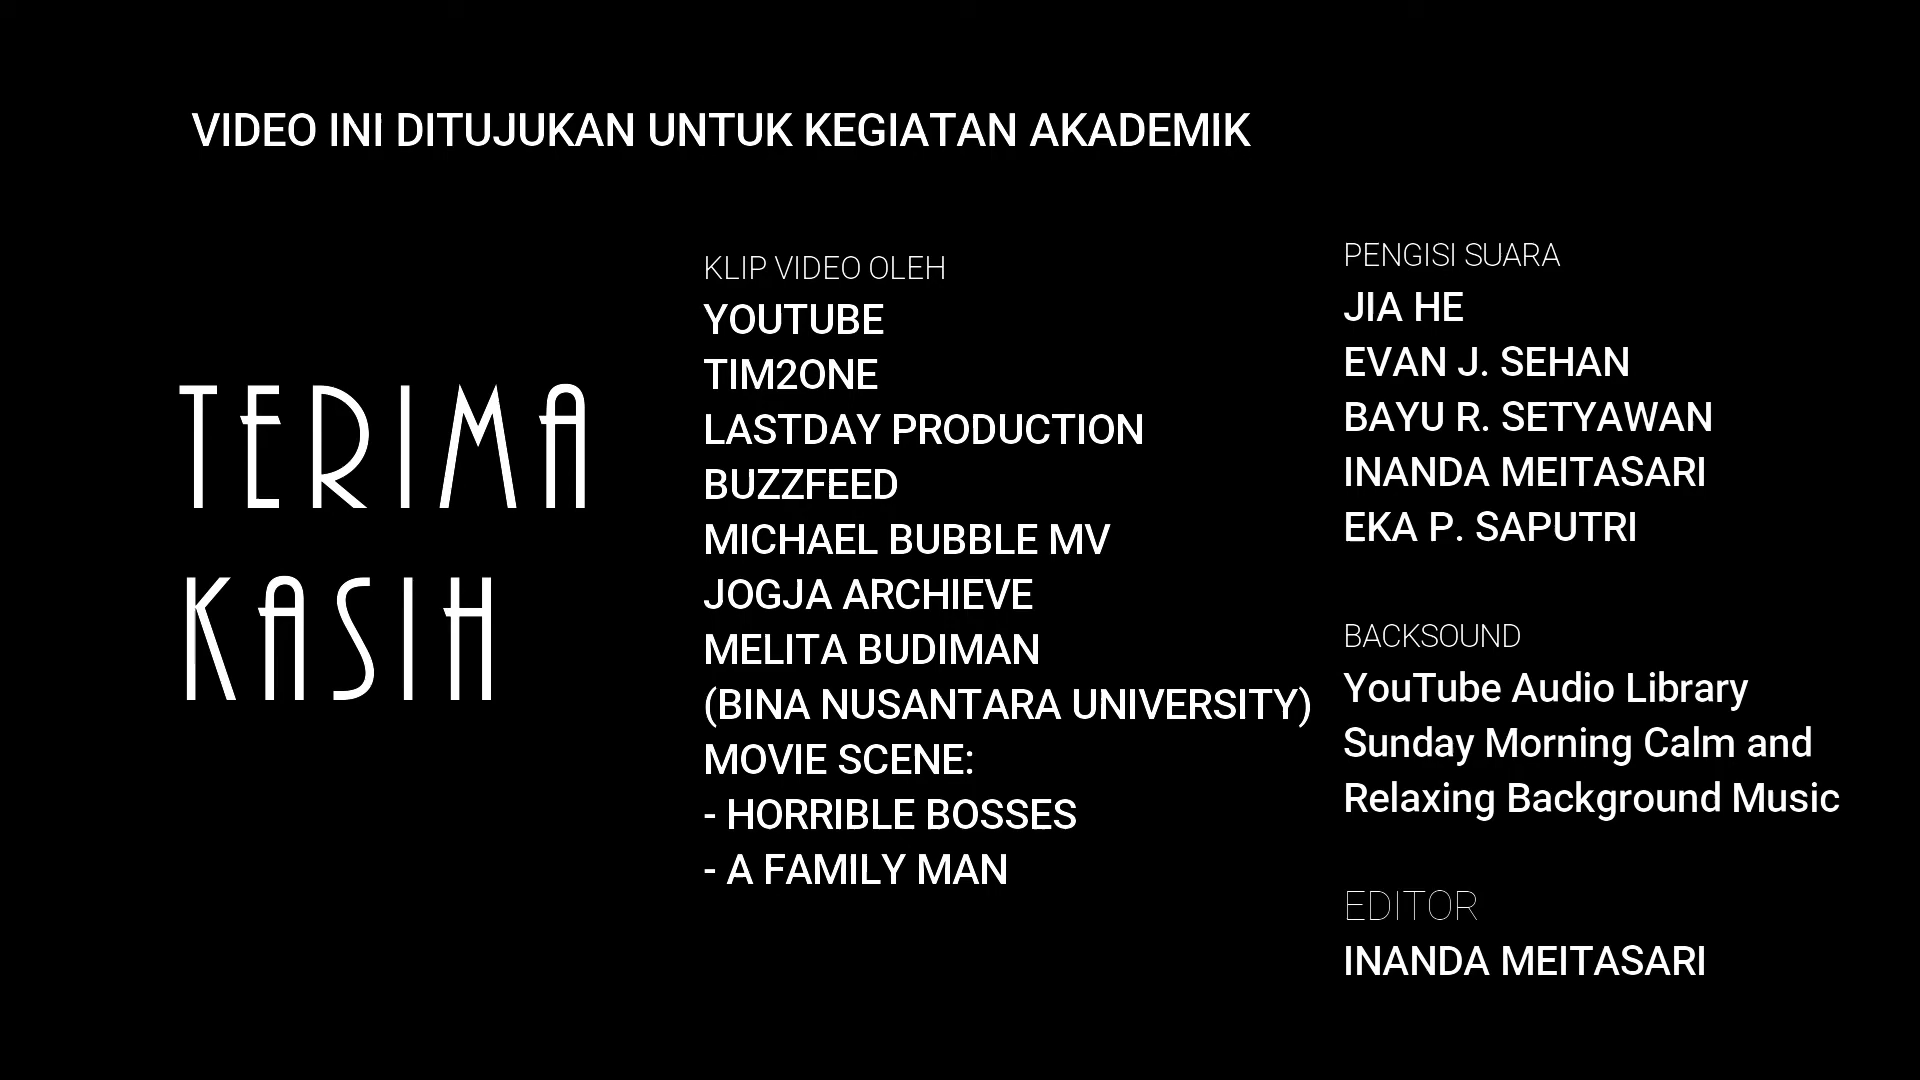 VIDEO INI DITUJUKAN UNTUK KEGIATAN AKADEMIK
TERIMA
KASIH
KLIP VIDEO OLEH
YOUTUBE
TIM2ONE
LASTDAY PRODUCTION
BUZZFEED
MICHAEL BUBBLE MV
JOGJA ARCHIEVE
MELITA BUDIMAN
(BINA NUSANTARA UNIVERSITY)
MOVIE SCENE:
- HORRIBLE BOSSES
- A FAMILY MAN
PENGISI SUARA
JIA HE
EVAN J. SEHAN
BAYU R. SETYAWAN
INANDA MEITASARI
EKA P. SAPUTRI
BACKSOUND
YouTube Audio Library
Sunday Morning Calm and
Relaxing Background Music
EDITOR
INANDA MEITASARI